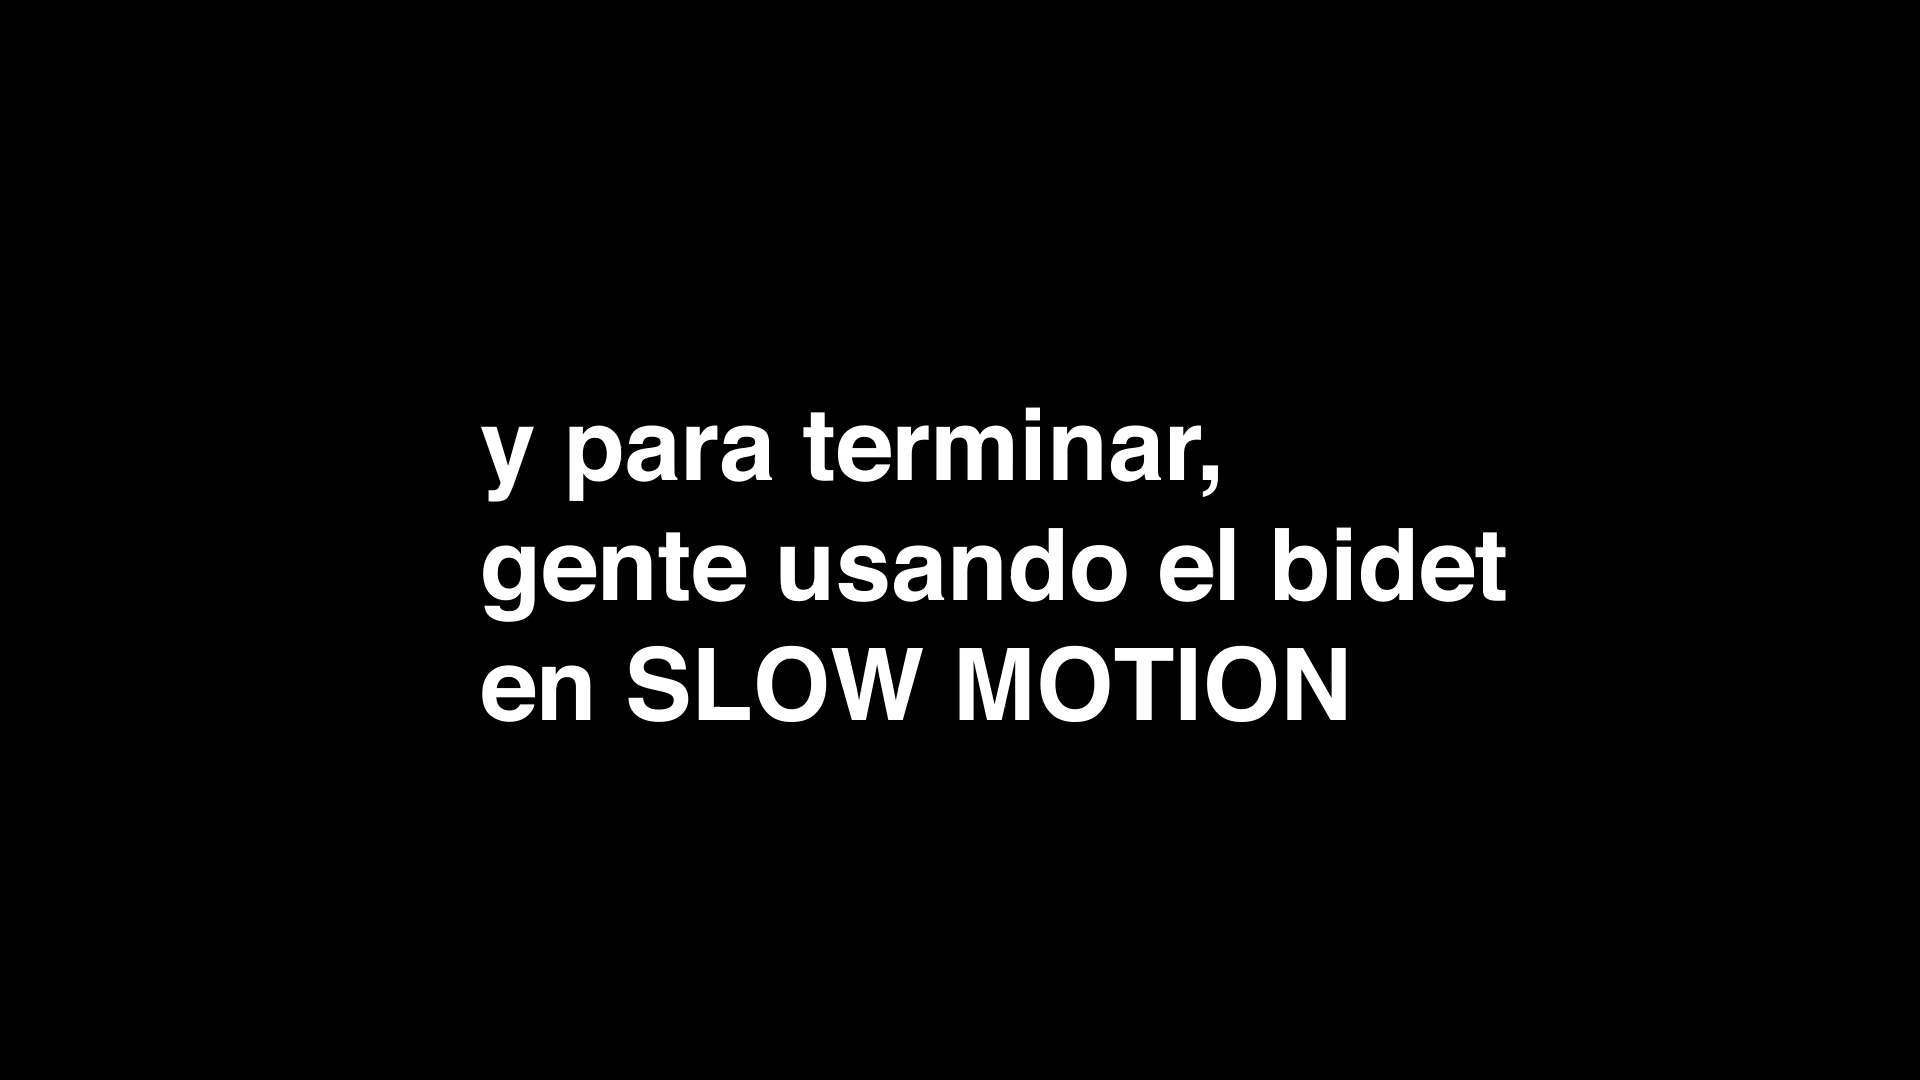 y para terminar,
gente usando el bidet
en SLOW MOTION